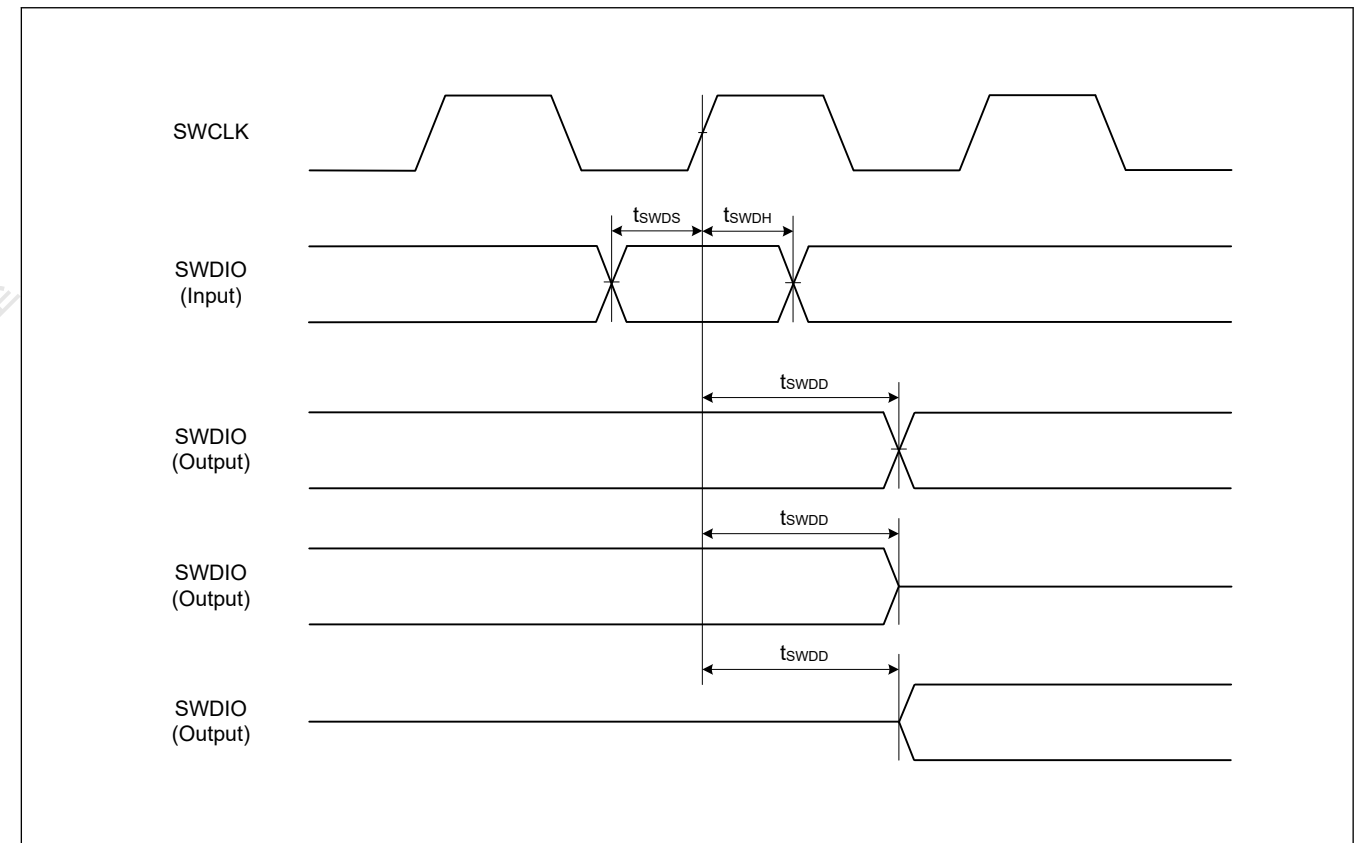 SWCLK
tSWDS
tSWDH
SWDIO
(Input)
tSWDD
SWDIO
(Output)
tSWDD
SWDIO
(Output)
tSWDD
SWDIO
(Output)